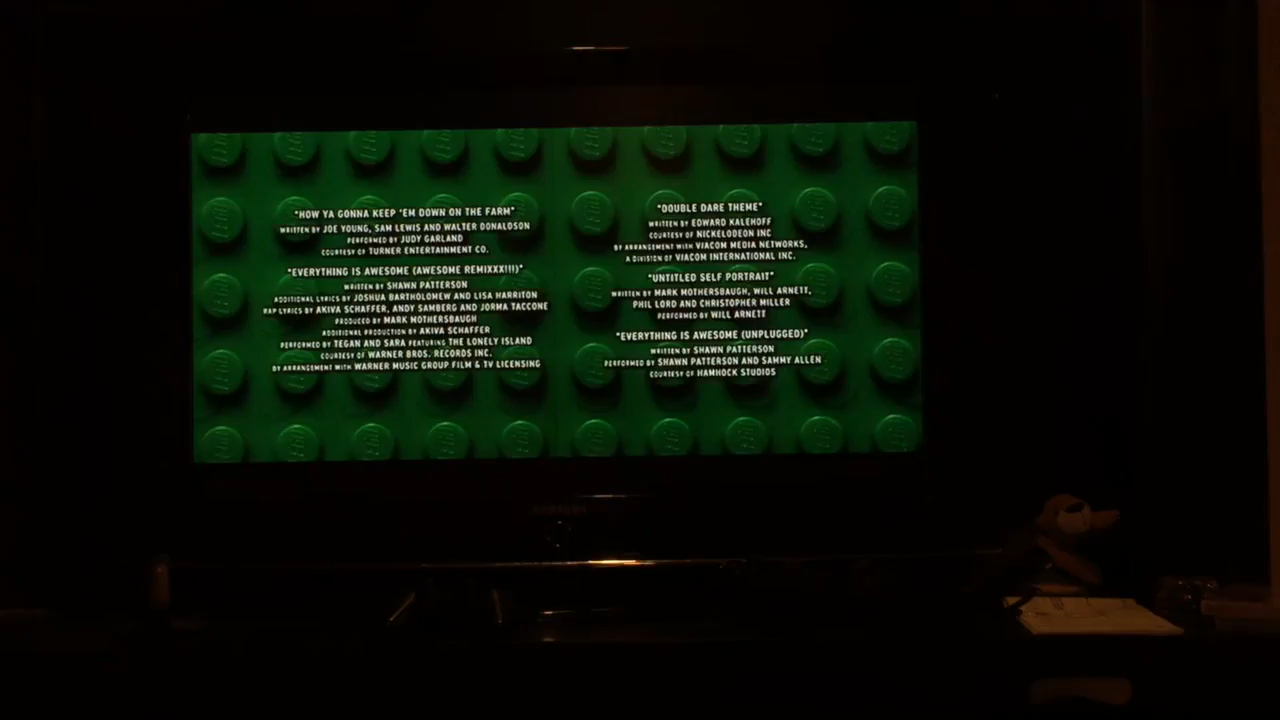 "HOW YA GONNA KEEP 'EM DOWN ON THE FARM"
WRITTEN BY JOE YOUNG, SAM LEWIS AND WALTER DONALDSON
PERFORMED BY JUDY GARLAND
COURTESY OF TURNER ENTERTAINMENT CO.
"EVERYTHING IS AWESOME (AWESOME REMIXXX!!!)"
WRITTEN BY SHAWN PATTERSON
ADDITIONAL LYRICS BY JOSHUA BARTHOLOMEW AND LISA HARRITON
RAP LYRICS BY AKIVA SCHAFFER, ANDY SAMBERG AND JORMA TACCONE
PRODUCED BY MARK MOTHERSBAUGH
ADDITIONAL PRODUCTION BY AKIVA SCHAFFER
PERFORMED BY TEGAN AND SARA FEATURING THE LONELY ISLAND
COURTESY OF WARNER BROS. RECORDS INC.
BY ARRANGEMENT WITH WARNER MUSIC GROUP FILM & TV LICENSING
"DOUBLE DARE THEME"
WRITTEN BY EDWARD KALEHOFF
COURTESY OF NICKELODEON INC
BY ARRANGEMENT WITH VIACOM MEDIA NETWORKS,
A DIVISION OF VIACOM INTERNATIONAL INC.
"UNTITLED SELF PORTRAIT"
WRITTEN BY MARK MOTHERSBAUGH, WILL ARNETT,
PHIL LORD AND CHRISTOPHER MILLER
PERFORMED BY WILL ARNETT
"EVERYTHING IS AWESOME (UNPLUGGED)"
WRITTEN BY SHAWN PATTERSON
PERFORMED BY SHAWN PATTERSON AND SAMMY ALLEN
COURTESY OF HAMHOCK STUDIOS
SAMSUNG